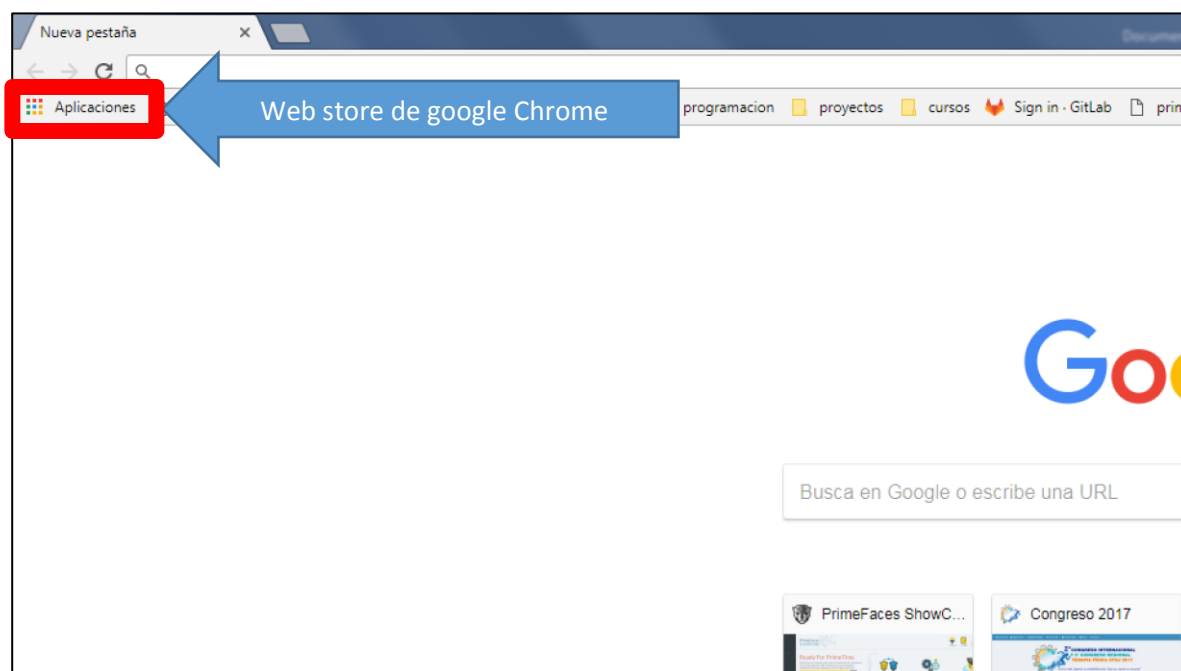 Nueva pestaña
Aplicaciones
Web store de google Chrome
programacion proyectos cursos Sign in · GitLab
Busca en Google o escribe una URL
PrimeFaces ShowC... Congreso 2017